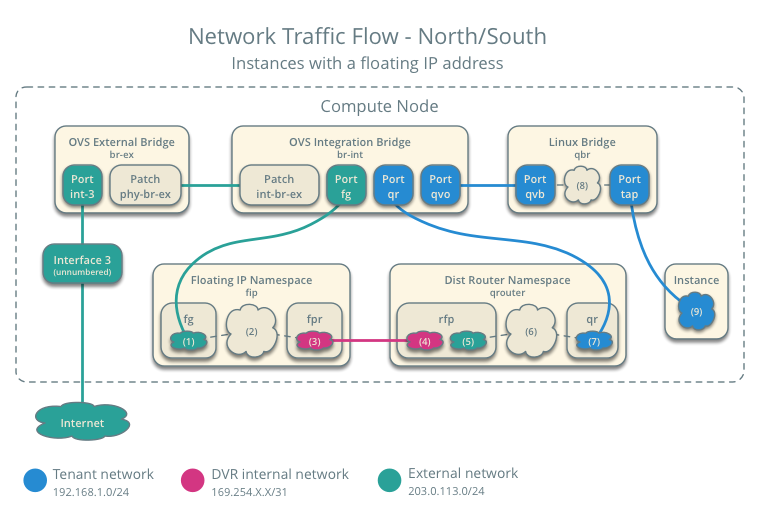 Network Traffic Flow - North/South
Instances with a floating IP address
Compute Node
OVS External Bridge
br-ex
Port
int-3
Patch
phy-br-ex
OVS Integration Bridge
br-int
Patch
int-br-ex
Port
fg
Port
qr
Port
qvo
Linux Bridge
qbr
Port
qvb
(8)
Port
tap
Interface 3
(unnumbered)
Floating IP Namespace
fip
fg
(1)
(2)
fpr
(3)
Dist Router Namespace
qrouter
rfp
(4)
(5)
(6)
qr
(7)
Instance
(9)
Internet
Tenant network
192.168.1.0/24
DVR internal network
169.254.X.X/31
External network
203.0.113.0/24